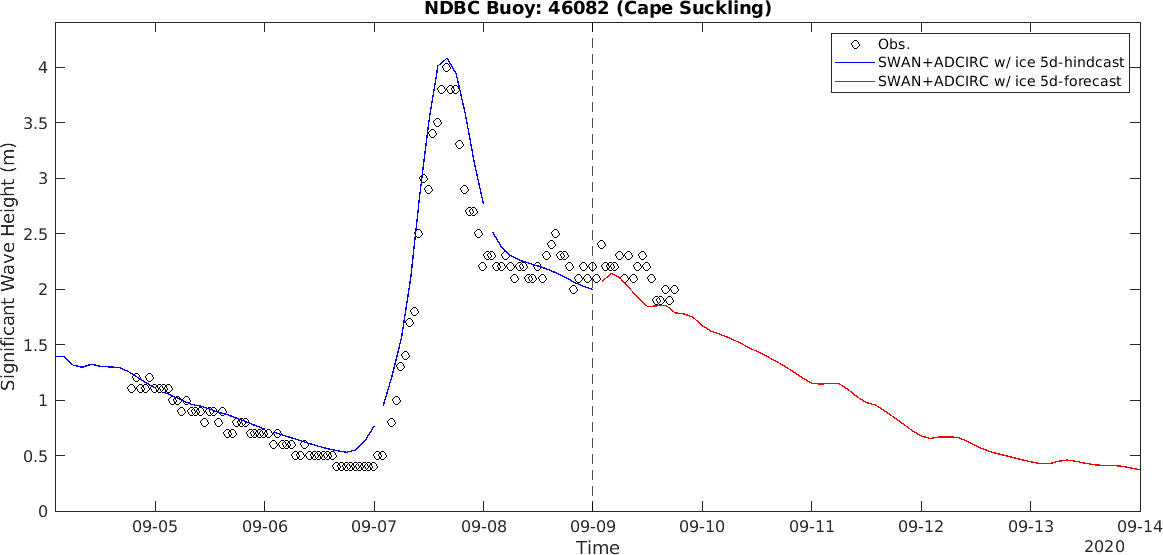 NDBC Buoy: 46082 (Cape Suckling)
Obs.
SWAN+ADCIRC w/ ice 5d-hindcast
SWAN+ADCIRC w/ ice 5d-forecast
Significant Wave Height (m)
4
3.5
3
2.5
2
1.5
1
0.5
0
09-05 09-06 09-07 09-08 09-09 09-10 09-11 09-12 09-13 09-14
Time
2020